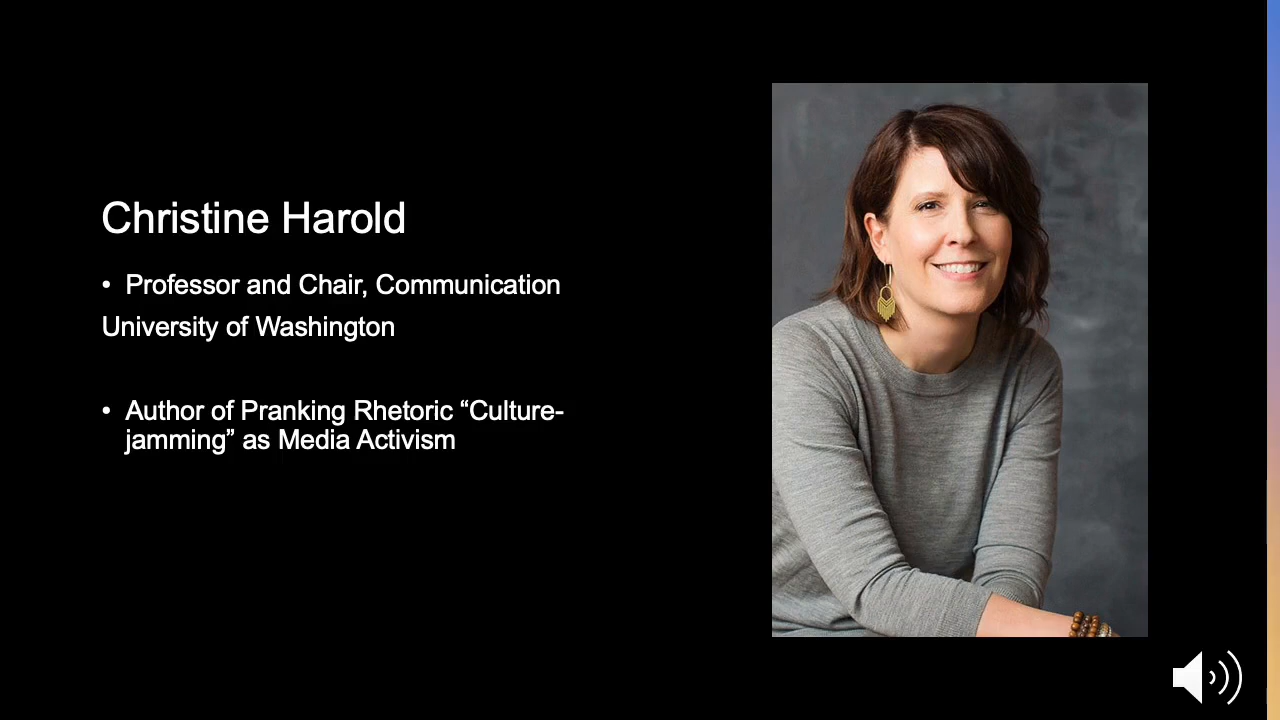 Christine Harold
• Professor and Chair, Communication
University of Washington
• Author of Pranking Rhetoric “Culture-
jamming” as Media Activism